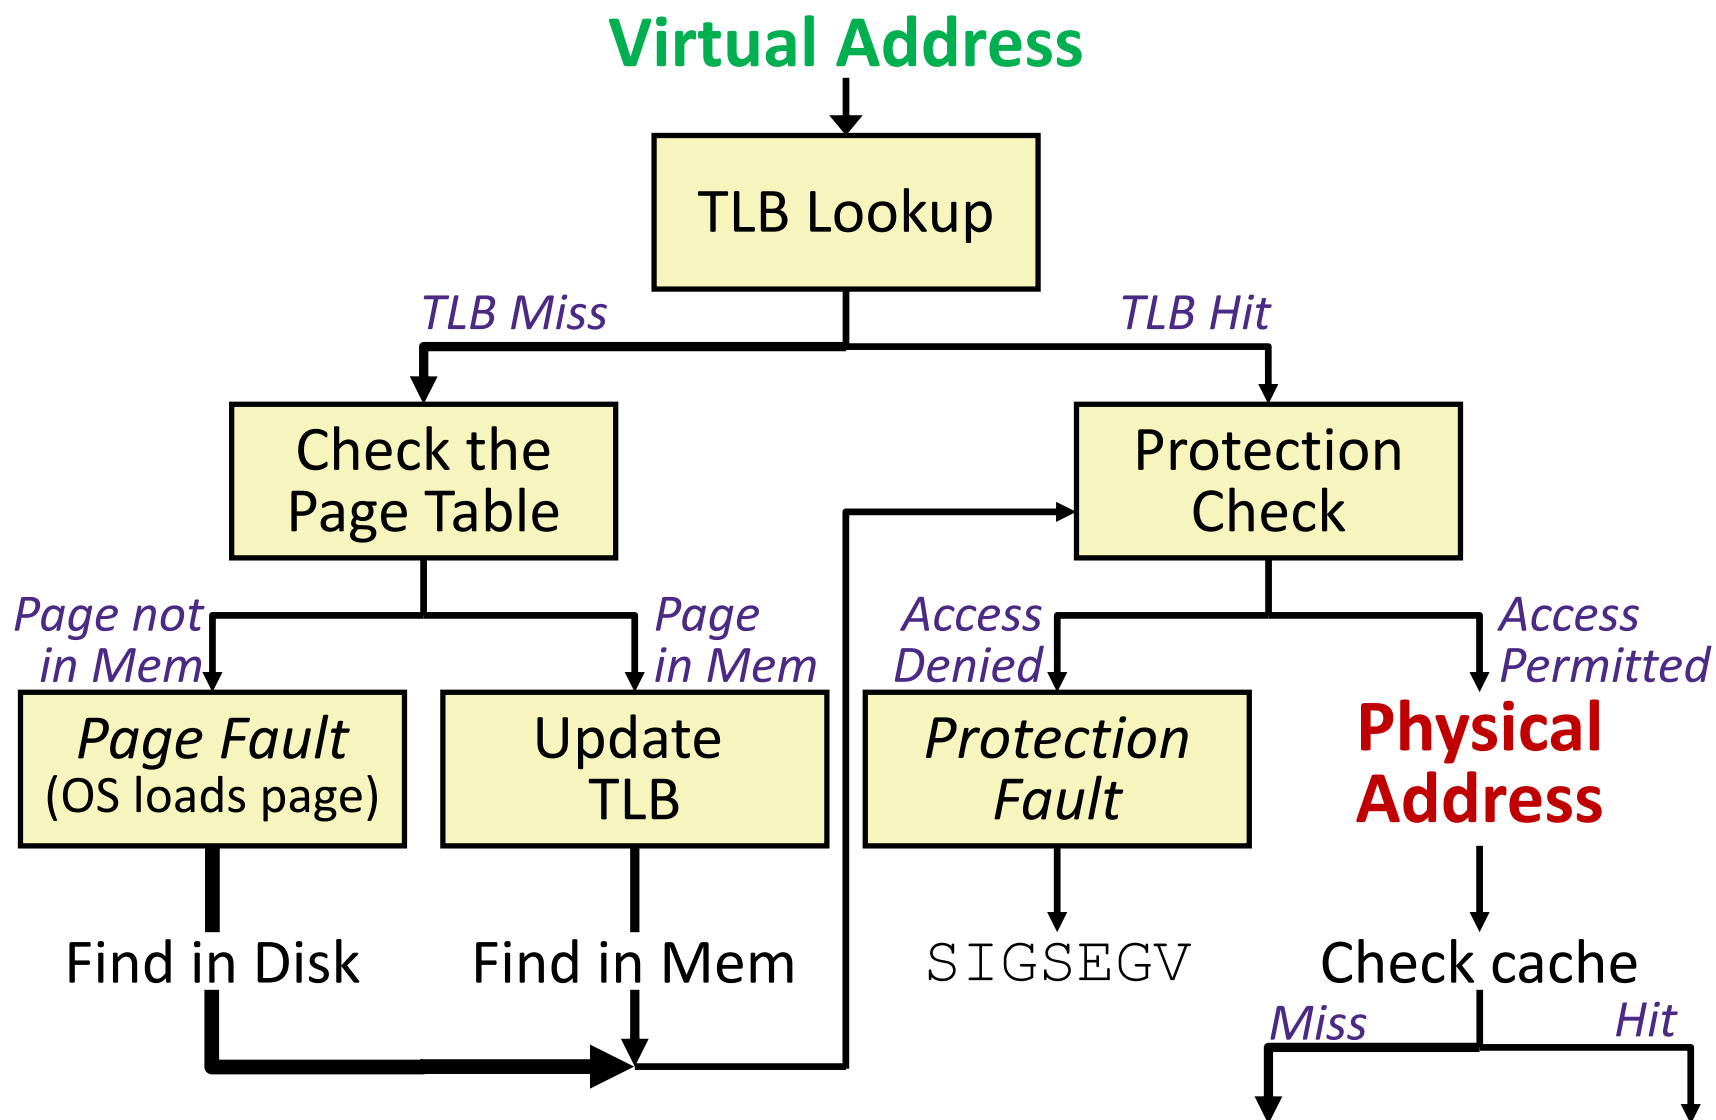 Virtual Address
TLB Lookup
TLB Miss
TLB Hit
Check the
Page Table
Protection
Check
Page not
in Mem
Page
in Mem
Access
Denied
Access
Permitted
Page Fault
(OS loads page)
Update
TLB
Protection
Fault
Physical
Address
Find in Disk
Find in Mem
SIGSEGV
Check cache
Miss
Hit